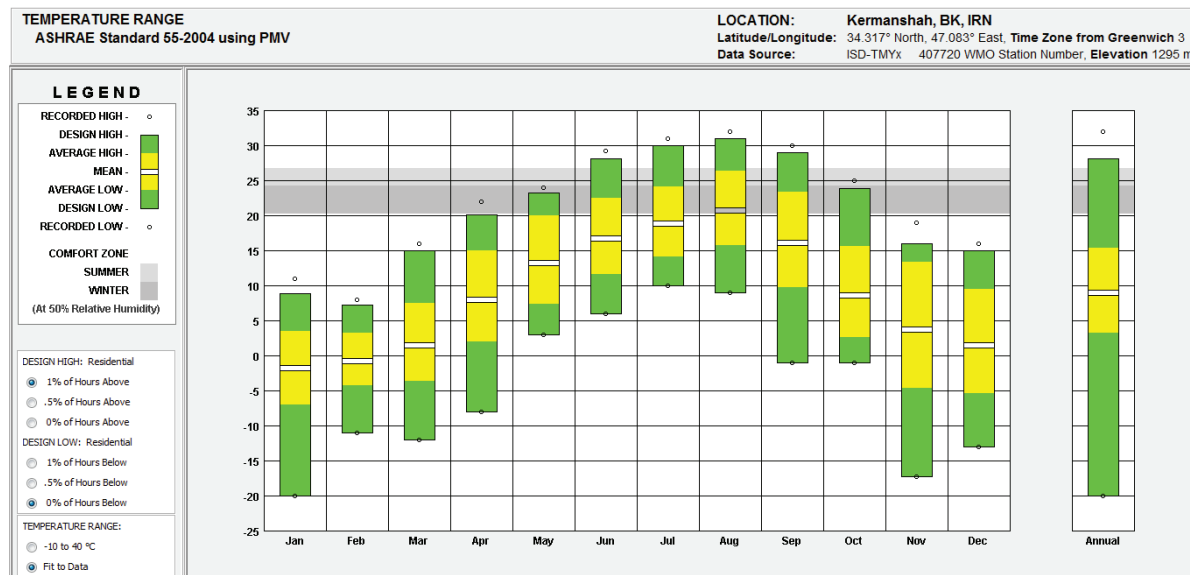 TEMPERATURE RANGE
ASHRAE Standard 55-2004 using PMV
LOCATION: Kermanshah, BK, IRN
Latitude/Longitude: 34.317° North, 47.083° East, Time Zone from Greenwich 3
Data Source: ISD-TMYx 407720 WMO Station Number, Elevation 1295 m
LEGEND
RECORDED HIGH -
DESIGN HIGH -
AVERAGE HIGH -
MEAN -
AVERAGE LOW -
DESIGN LOW -
RECORDED LOW -
COMFORT ZONE
SUMMER
WINTER
(At 50% Relative Humidity)
DESIGN HIGH: Residential
1% of Hours Above
.5% of Hours Above
0% of Hours Above
DESIGN LOW: Residential
1% of Hours Below
.5% of Hours Below
0% of Hours Below
TEMPERATURE RANGE:
-10 to 40 °C
Fit to Data
35
30
25
20
15
10
5
0
-5
-10
-15
-20
-25
Jan Feb Mar Apr May Jun Jul Aug Sep Oct Nov Dec Annual